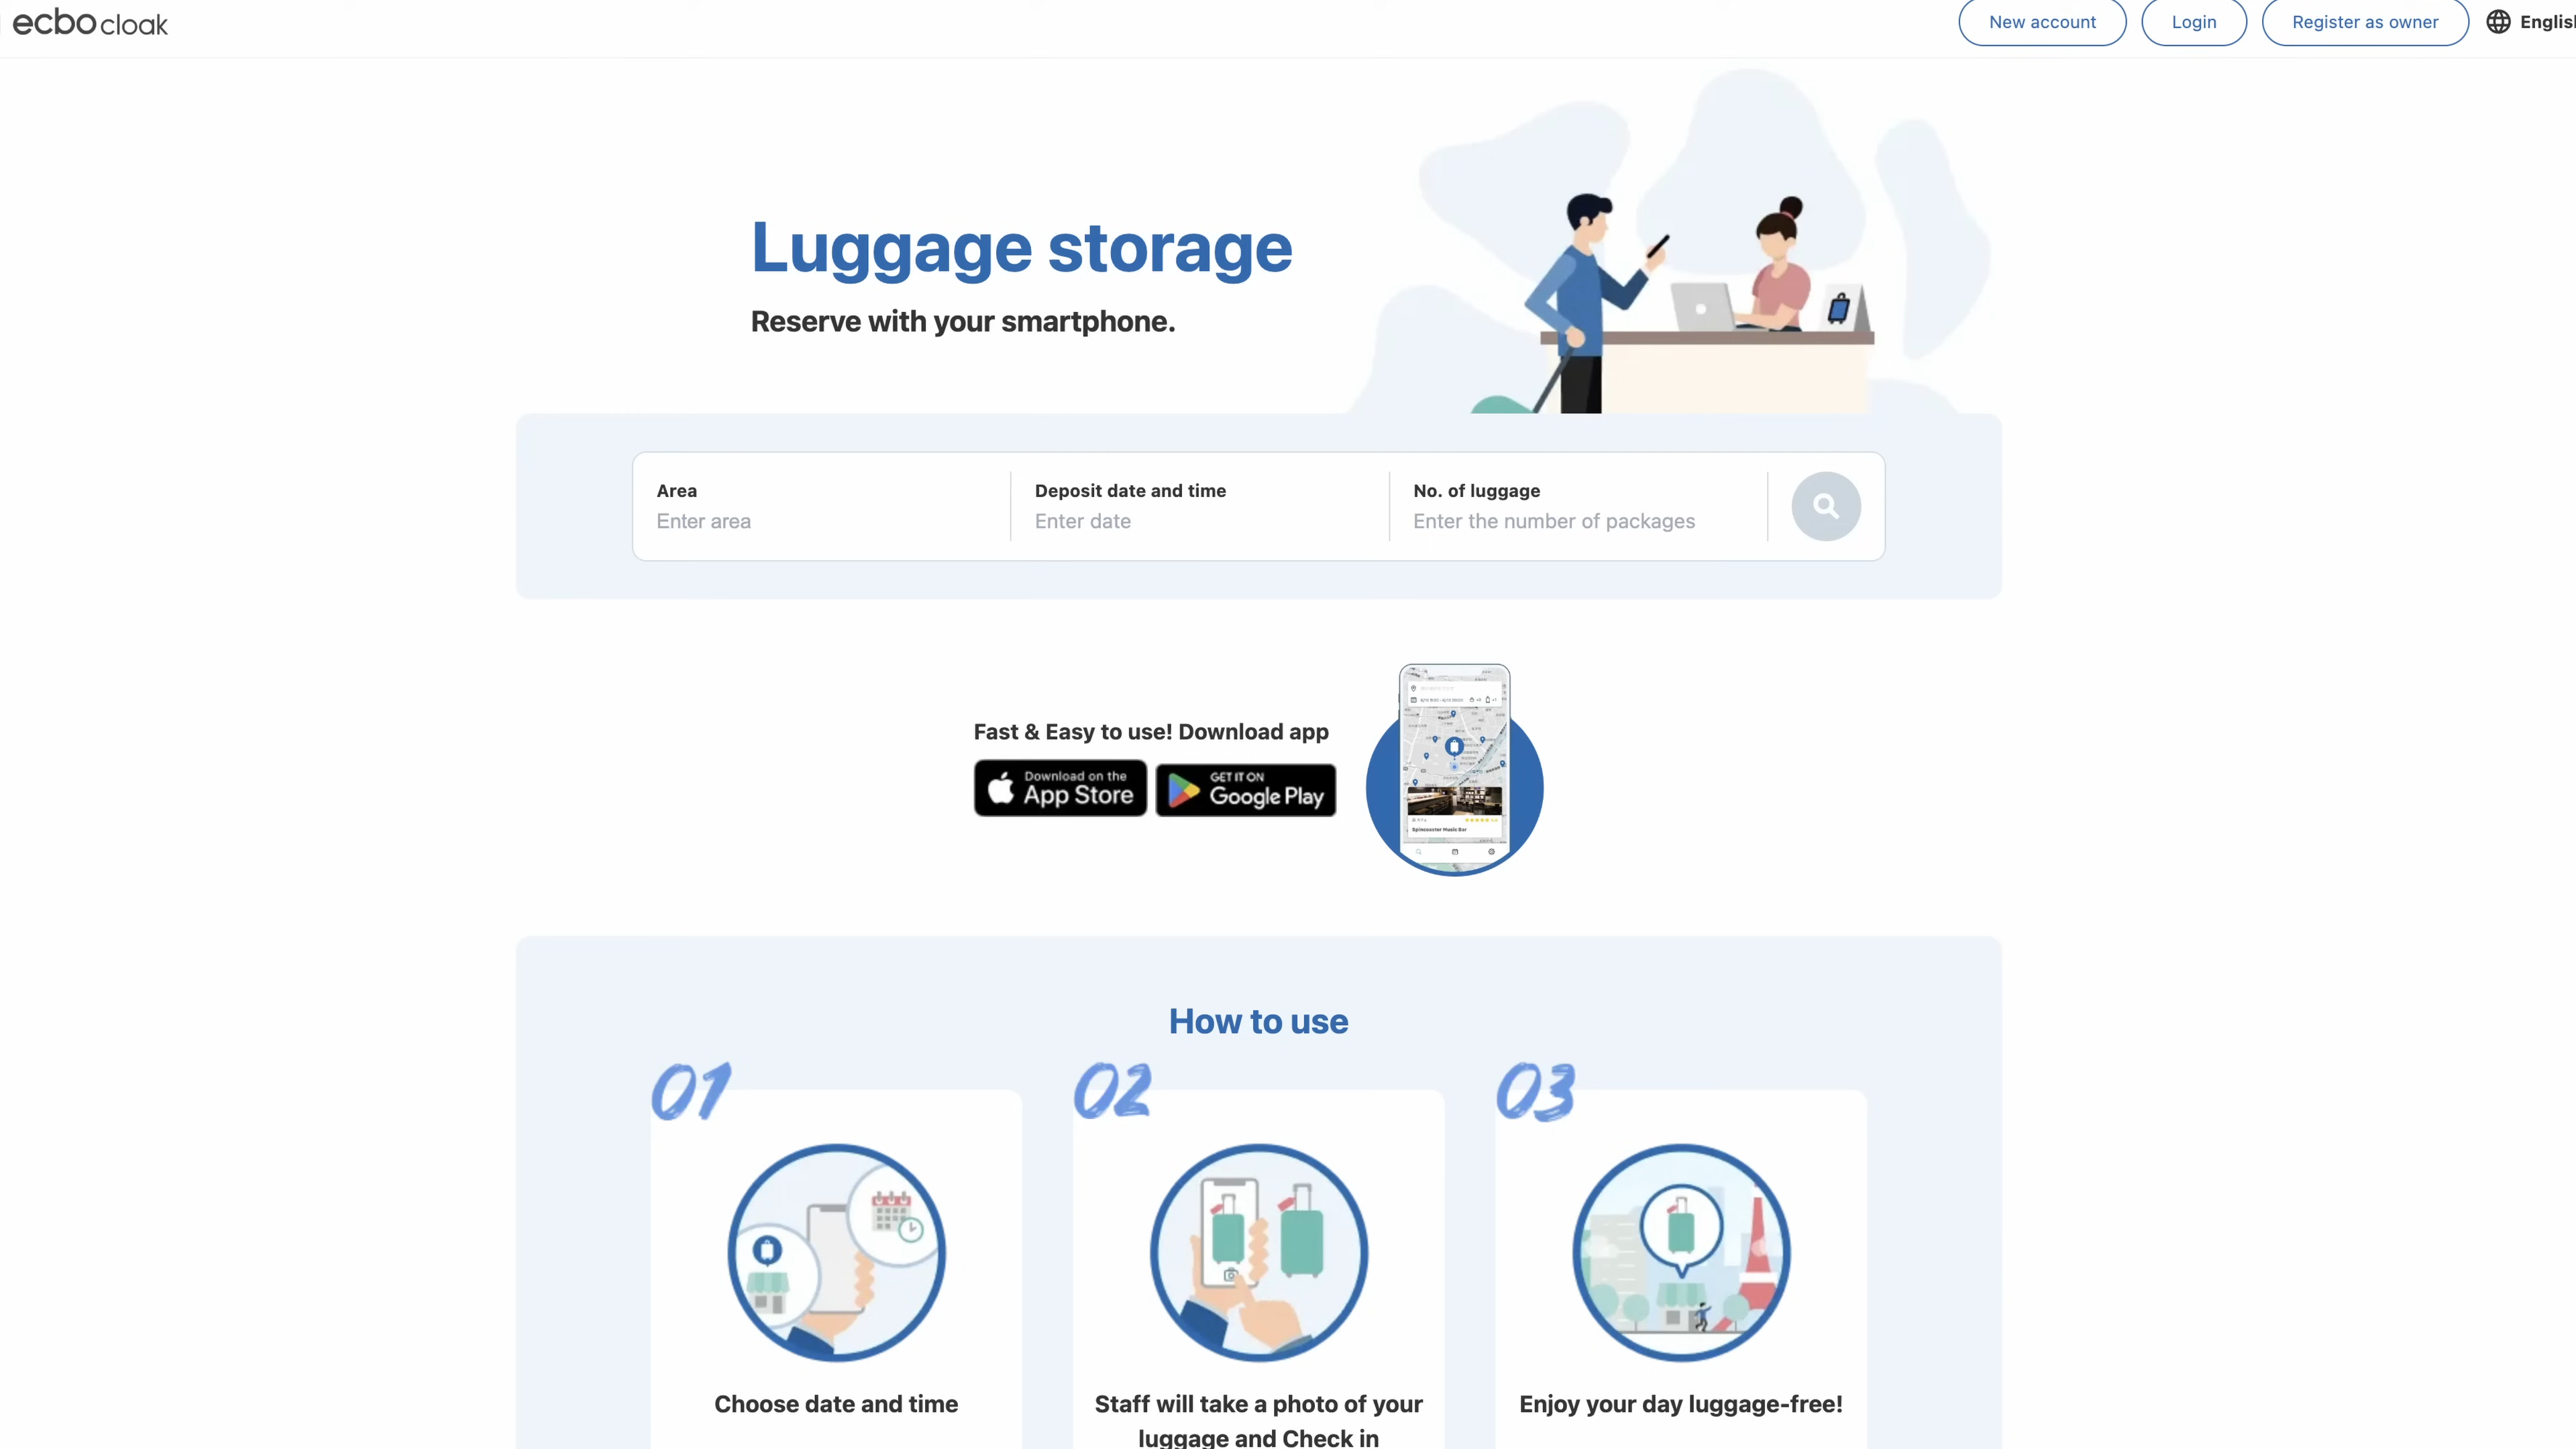 ecbo cloak
New account
Login
Register as owner
Englis
Luggage storage
Reserve with your smartphone.
Area
Enter area
Deposit date and time
Enter date
No. of luggage
Enter the number of packages
Fast & Easy to use! Download app
Download on the
App Store
GET IT ON
Google Play
Spincoaster Music Bar
How to use
01
02
03
Choose date and time
Staff will take a photo of your
luggage and Check in
Enjoy your day luggage-free!